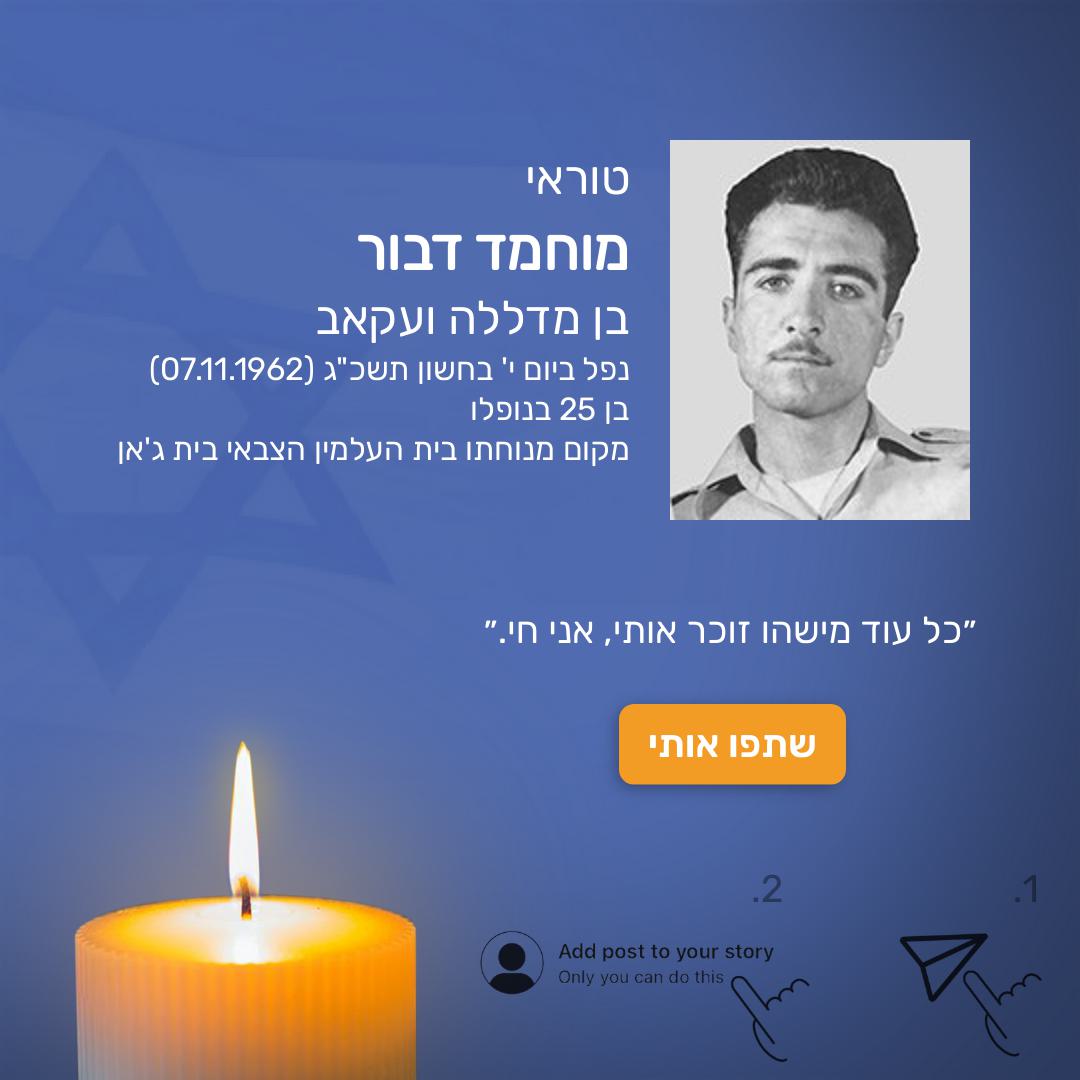 טוראי
מוחמד דבור
בן מדללה ועקאב
נפל ביום י' בחשון תשכ"ג (07.11.1962)
בן 25 בנופלו
מקום מנוחתו בית העלמין הצבאי בית ג'אן
״כל עוד מישהו זוכר אותי, אני חי.״
שתפו אותי
1.
2.
Add post to your story
Only you can do this